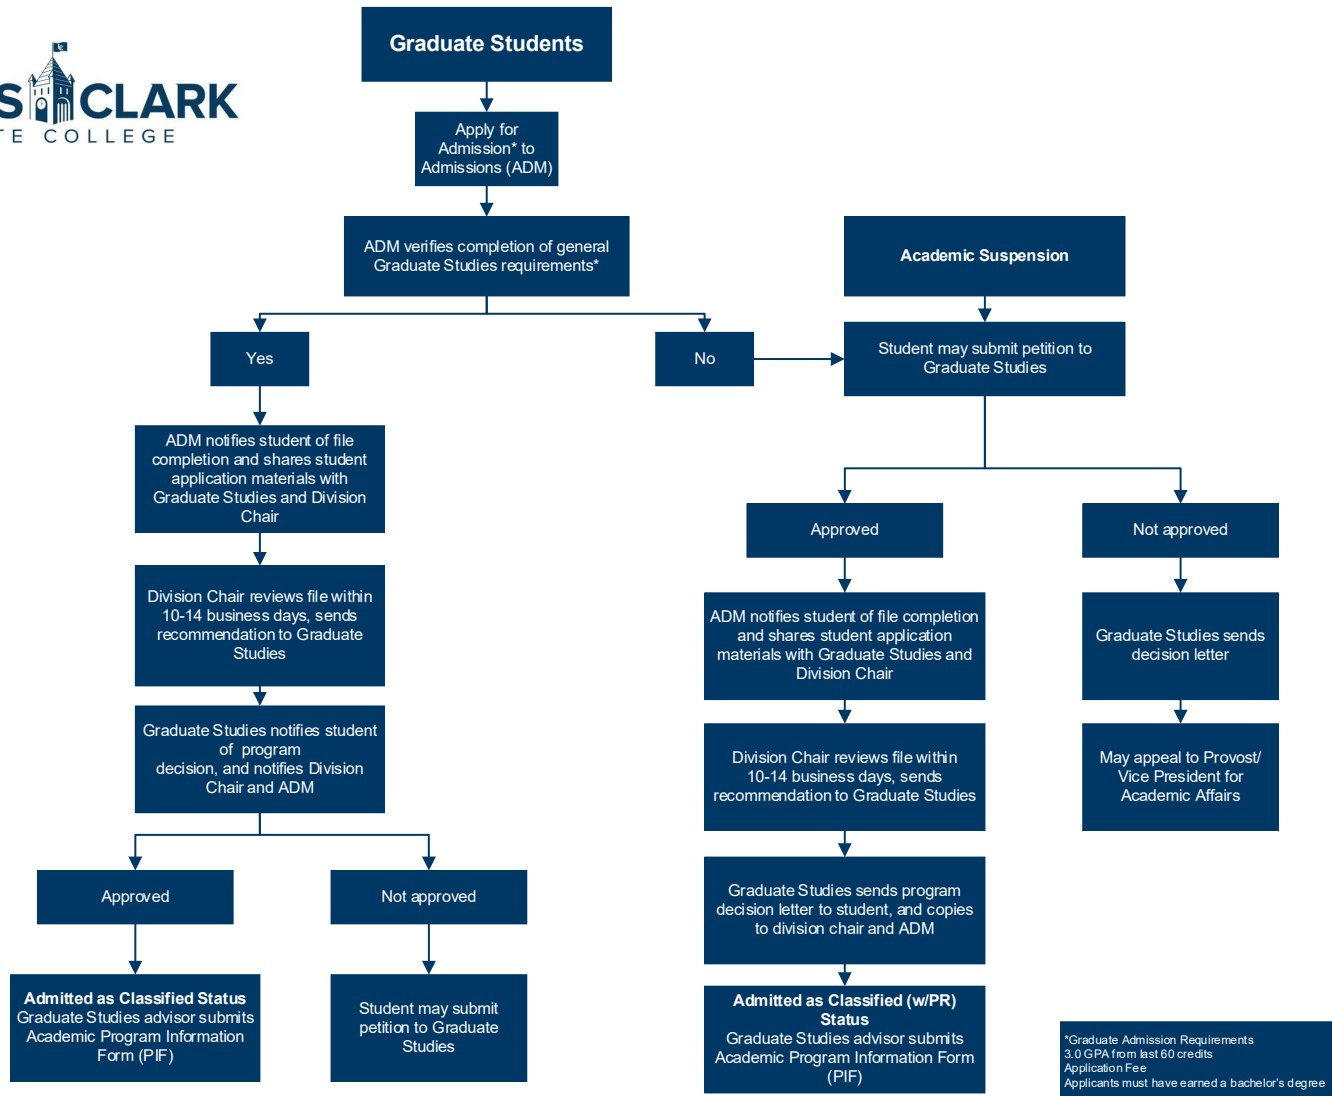 Graduate Students
S CLARK
TE COLLEGE
Apply for
Admission* to
Admissions (ADM)
ADM verifies completion of general
Graduate Studies requirements*
Academic Suspension
Yes
No
Student may submit petition to
Graduate Studies
ADM notifies student of file
completion and shares student
application materials with
Graduate Studies and Division
Chair
Approved
Not approved
Division Chair reviews file within
10-14 business days, sends
recommendation to Graduate
Studies
ADM notifies student of file completion
and shares student application
materials with Graduate Studies and
Division Chair
Graduate Studies sends
decision letter
Graduate Studies notifies student
of program
decision, and notifies Division
Chair and ADM
Division Chair reviews file within
10-14 business days, sends
recommendation to Graduate Studies
May appeal to Provost/
Vice President for
Academic Affairs
Approved
Not approved
Graduate Studies sends program
decision letter to student, and copies
to division chair and ADM
Admitted as Classified Status
Graduate Studies advisor submits
Academic Program Information
Form (PIF)
Student may submit
petition to Graduate
Studies
Admitted as Classified (w/PR)
Status
Graduate Studies advisor submits
Academic Program Information Form
(PIF)
*Graduate Admission Requirements
3.0 GPA from last 60 credits
Application Fee
Applicants must have earned a bachelor's degree